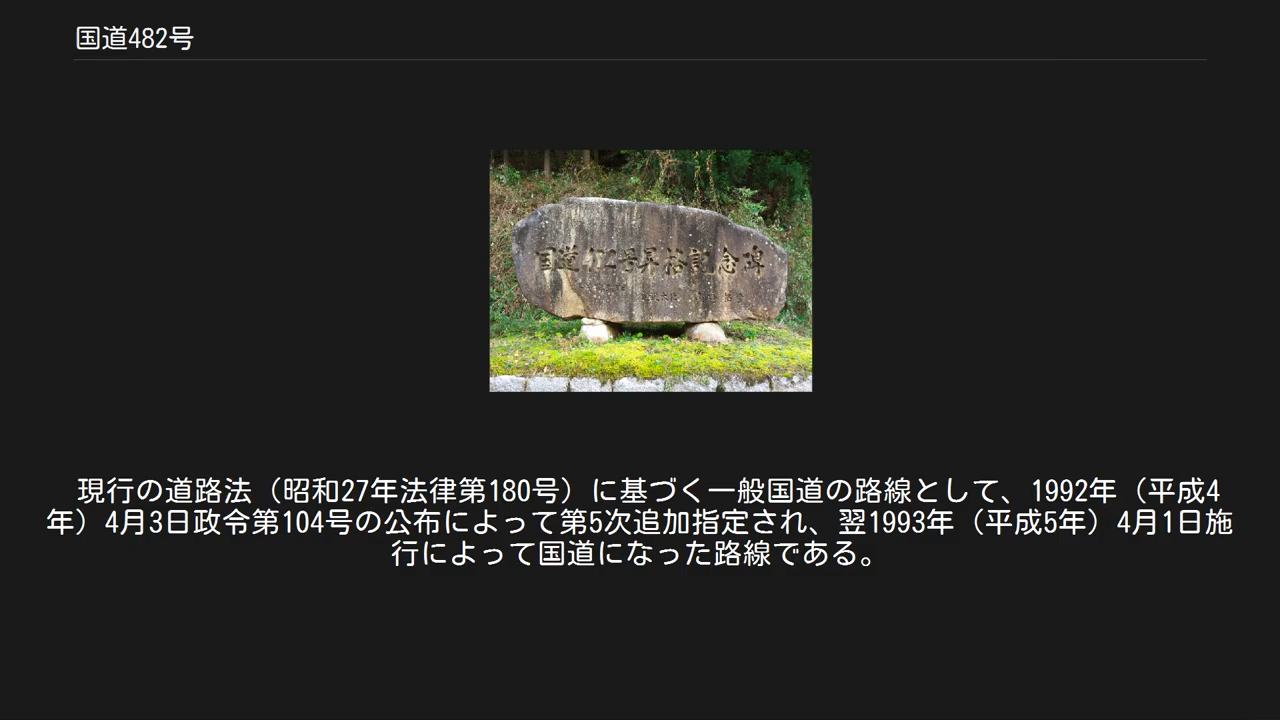 国道482号
国道482号昇格記念碑
現行の道路法（昭和27年法律第180号）に基づく一般国道の路線として、1992年（平成4
年）4月3日政令第104号の公布によって第5次追加指定され、翌1993年（平成5年）4月1日施
行によって国道になった路線である。